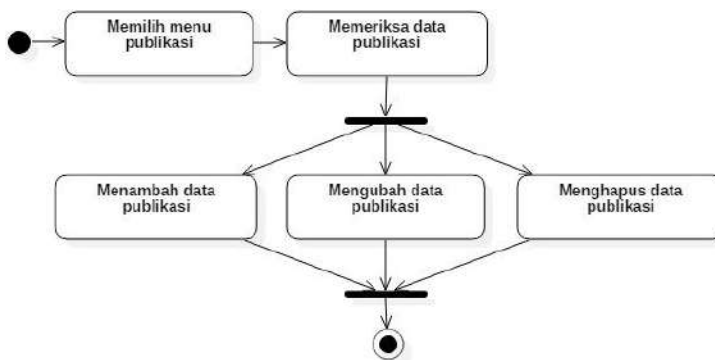 Memilih menu
publikasi
Memeriksa data
publikasi
Menambah data
publikasi
Mengubah data
publikasi
Menghapus data
publikasi